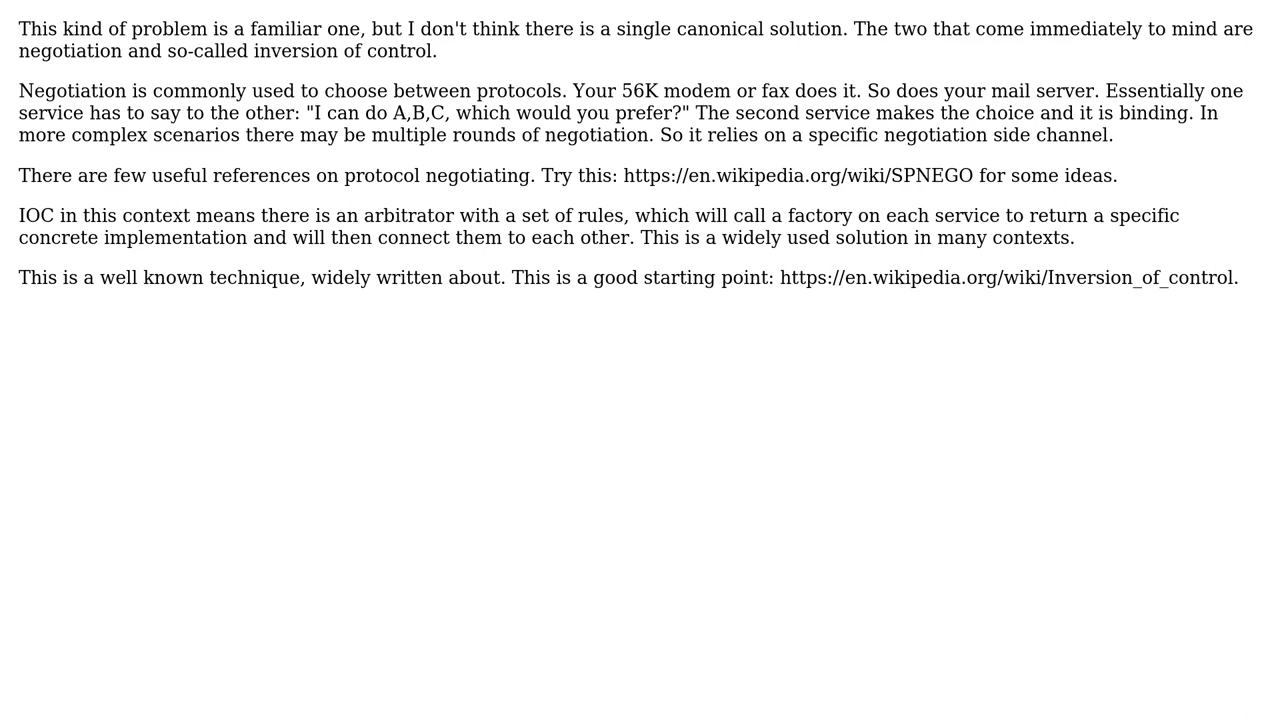 This kind of problem is a familiar one, but I don't think there is a single canonical solution. The two that come immediately to mind are
negotiation and so-called inversion of control.
Negotiation is commonly used to choose between protocols. Your 56K modem or fax does it. So does your mail server. Essentially one
service has to say to the other: "I can do A,B,C, which would you prefer?" The second service makes the choice and it is binding. In
more complex scenarios there may be multiple rounds of negotiation. So it relies on a specific negotiation side channel.
There are few useful references on protocol negotiating. Try this: https://en.wikipedia.org/wiki/SPNEGO for some ideas.
IOC in this context means there is an arbitrator with a set of rules, which will call a factory on each service to return a specific
concrete implementation and will then connect them to each other. This is a widely used solution in many contexts.
This is a well known technique, widely written about. This is a good starting point: https://en.wikipedia.org/wiki/Inversion_of_control.